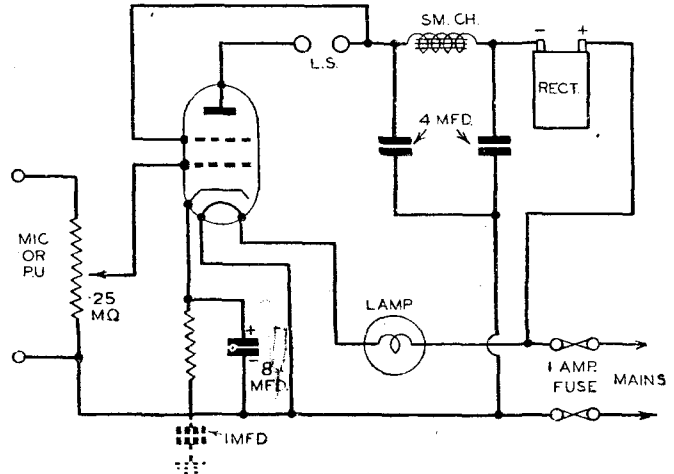 SM. CH.
L.S.
- +
RECT.
4 MFD.
MIC
OR
P.U
.25
MΩ
LAMP
+
-
8
MFD.
1 AMP.
FUSE
MAINS
1MFD